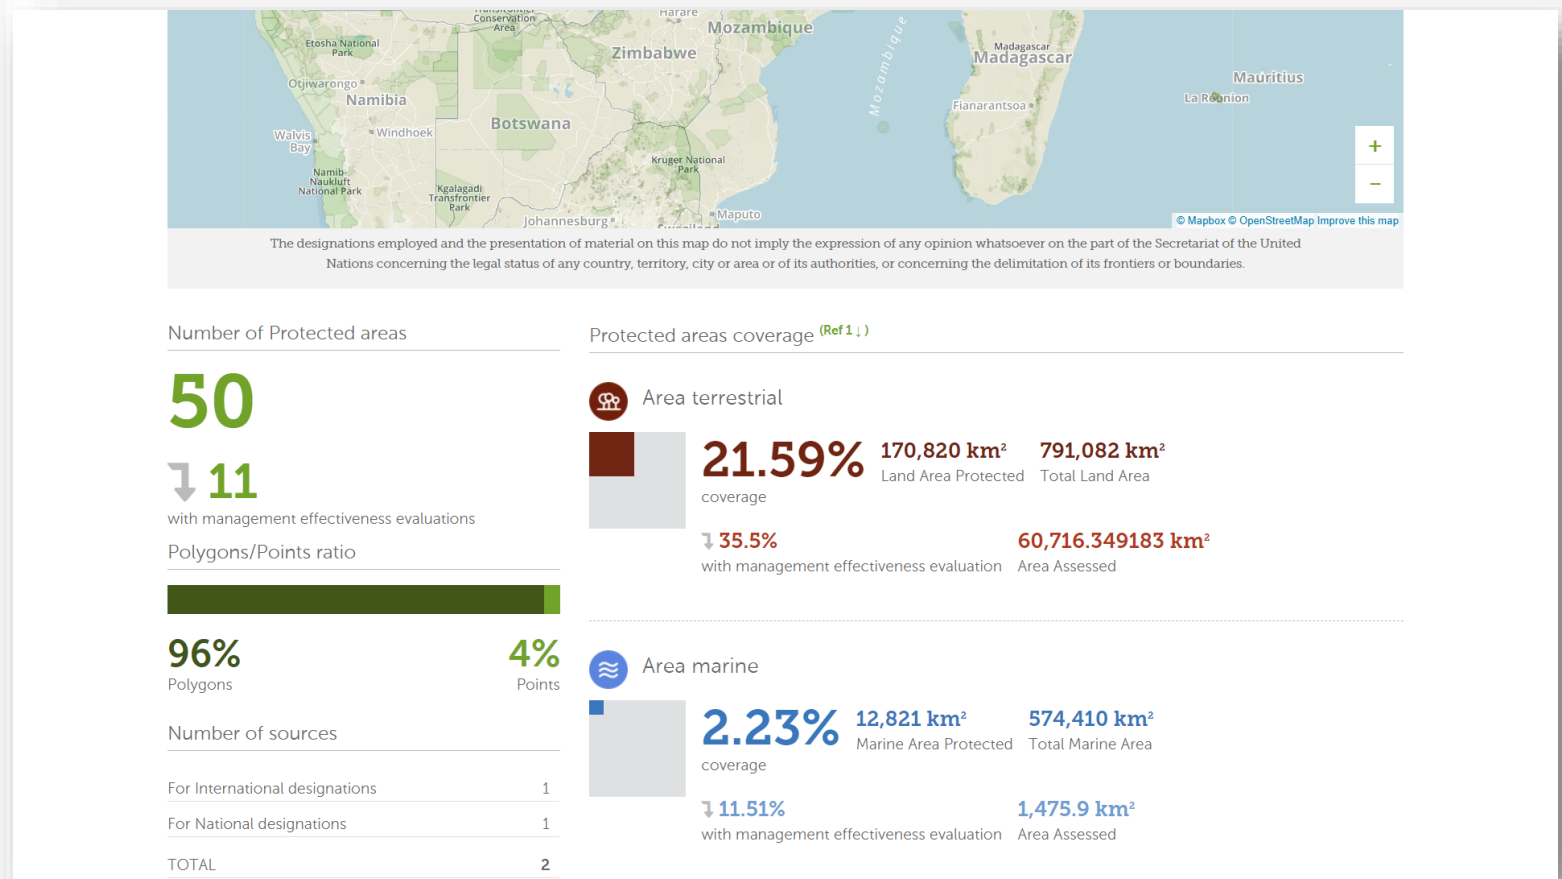 Conservation
Area
Harare
Mozambique
Etosha National
Park
Zimbabwe
Madagascar
Madagascar
Mozambique
Mauritius
Otjiwarongo
Namibia
La Réunion
Fianarantsoa
Botswana
Walvis
Bay
Windhoek
Kruger National
Park
Namib-
Naukluft
National Park
Kgalagadi
Transfrontier
Park
Johannesburg
Maputo
+
−
© Mapbox © OpenStreetMap Improve this map
The designations employed and the presentation of material on this map do not imply the expression of any opinion whatsoever on the part of the Secretariat of the United
Nations concerning the legal status of any country, territory, city or area or of its authorities, or concerning the delimitation of its frontiers or boundaries.
Number of Protected areas
50
11
with management effectiveness evaluations
Polygons/Points ratio
96% 4%
Polygons Points
Number of sources
For International designations 1
For National designations 1
TOTAL 2
Protected areas coverage (Ref 1 ↓ )
Area terrestrial
21.59% 170,820 km² 791,082 km²
coverage Land Area Protected Total Land Area
35.5% 60,716.349183 km²
with management effectiveness evaluation Area Assessed
Area marine
2.23% 12,821 km² 574,410 km²
coverage Marine Area Protected Total Marine Area
11.51% 1,475.9 km²
with management effectiveness evaluation Area Assessed